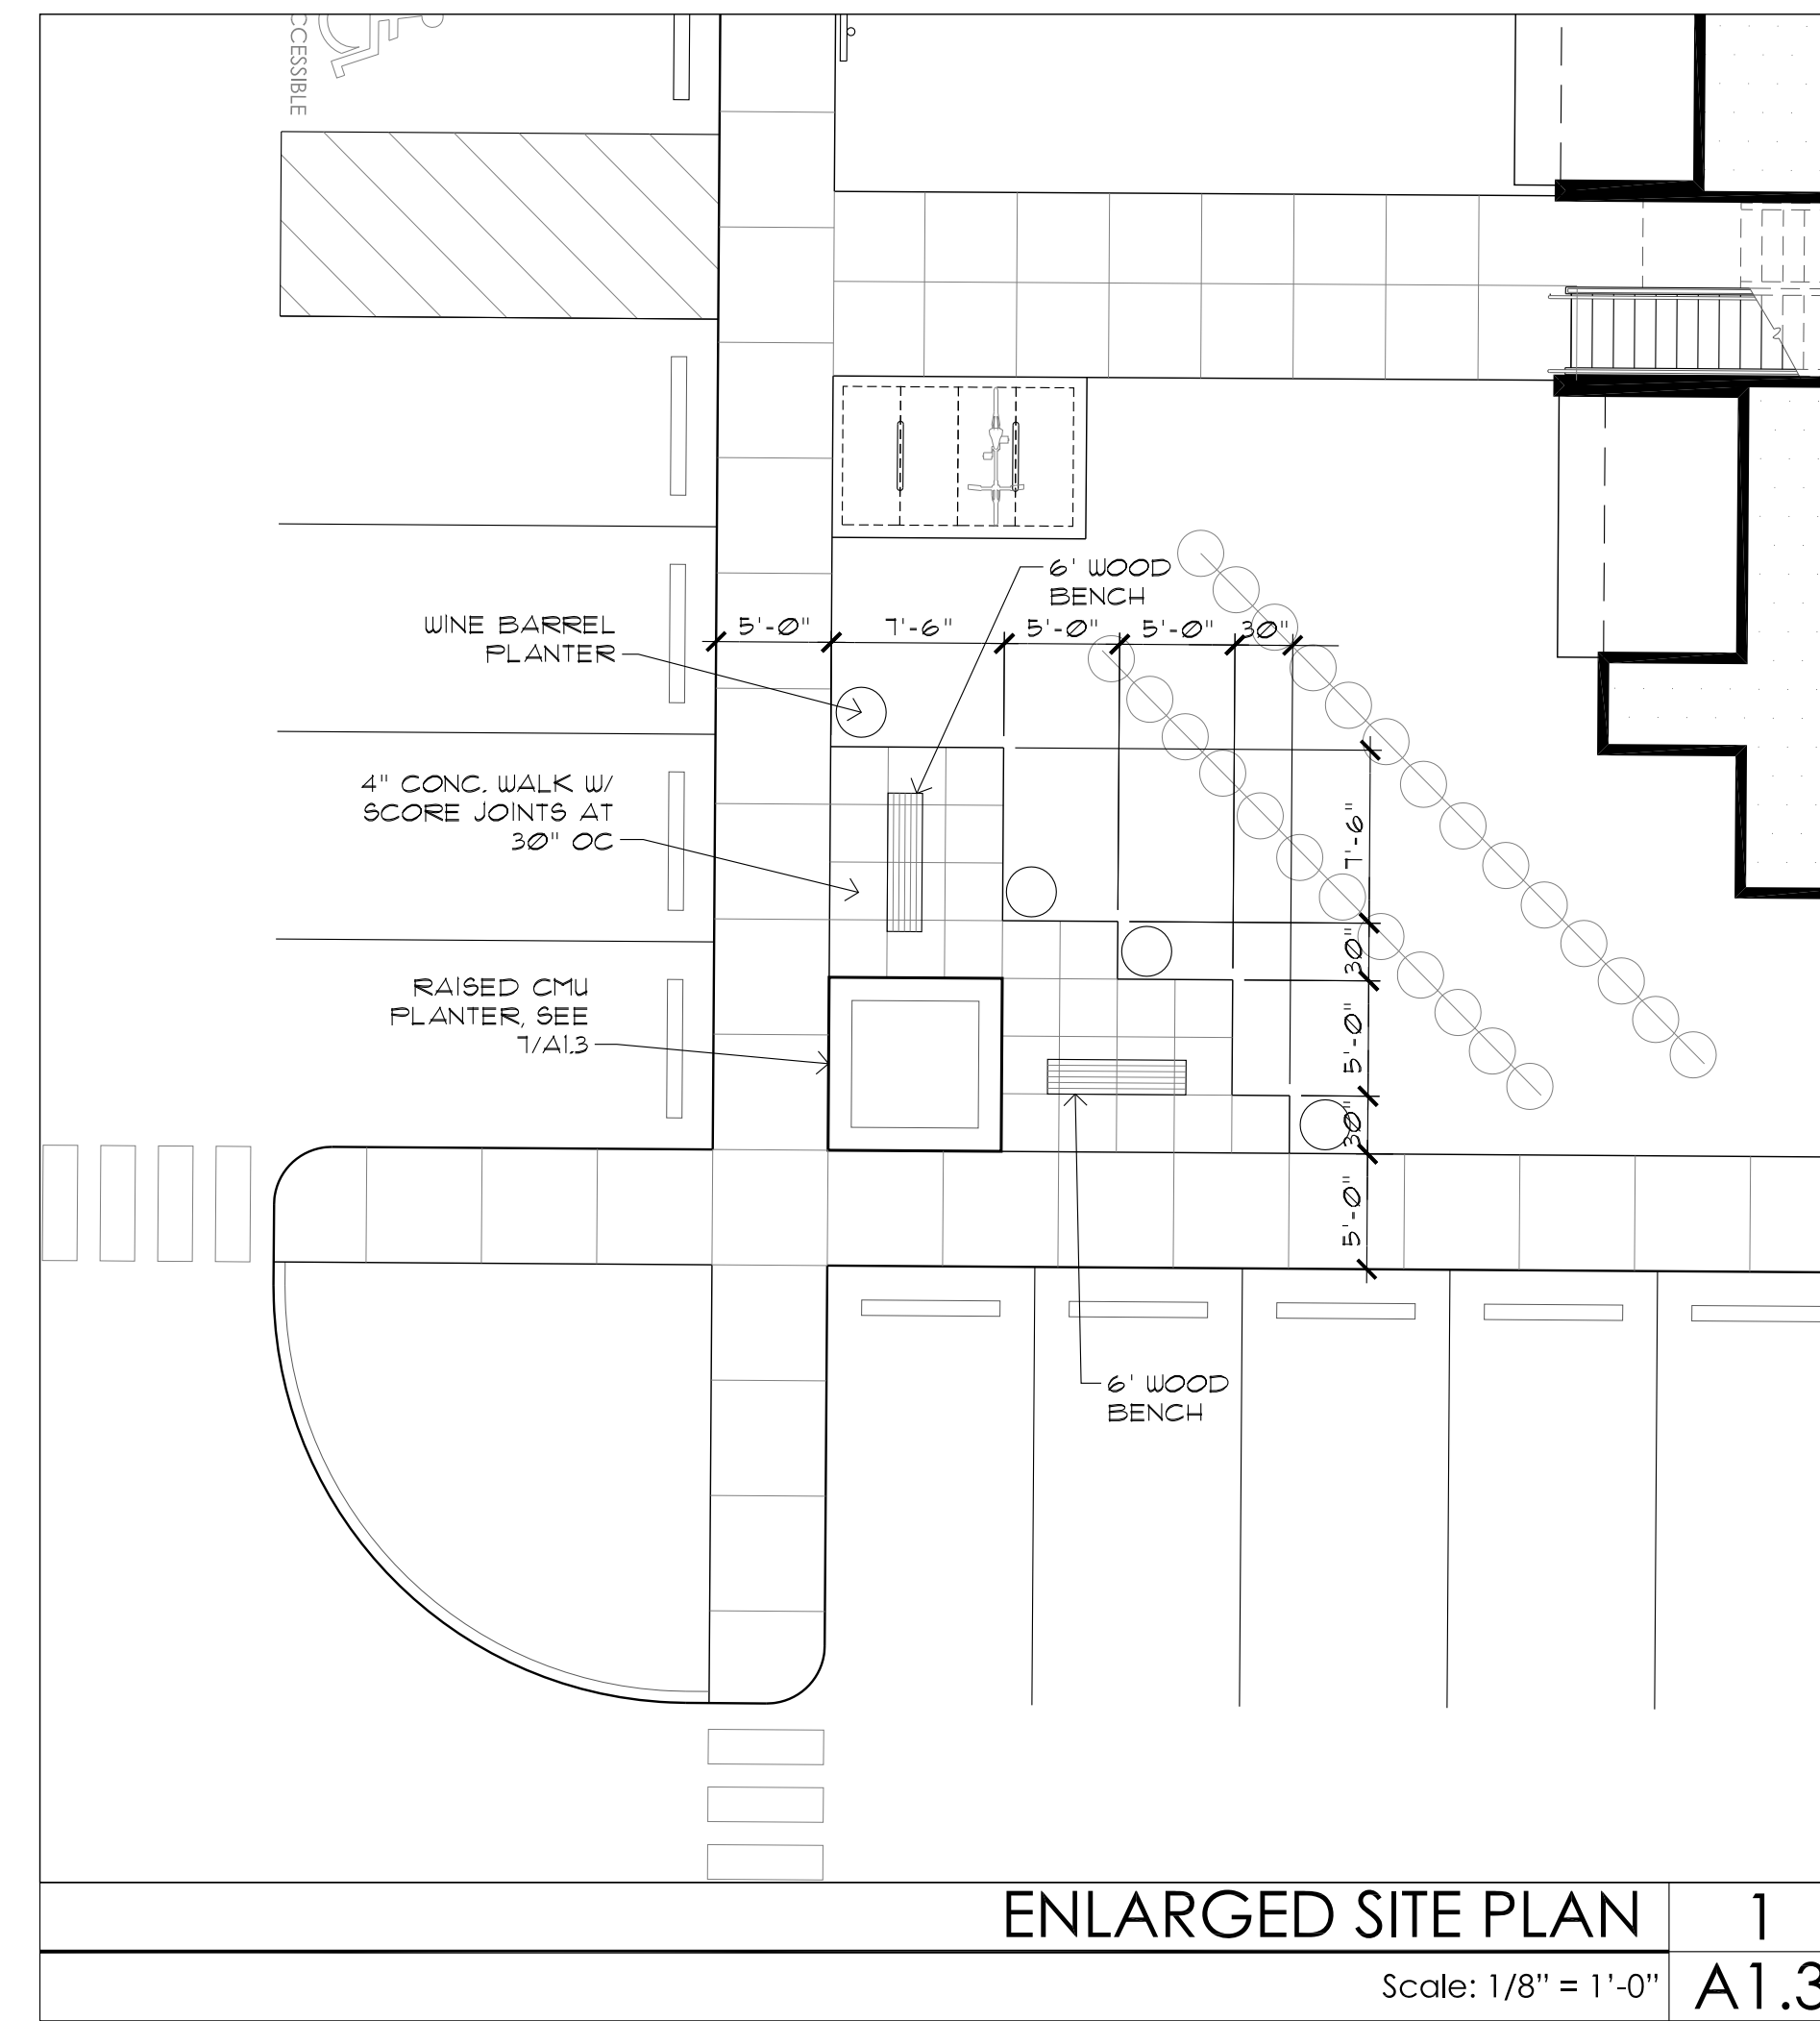 CCESSIBLE
6' WOOD
BENCH
WINE BARREL
PLANTER
5'-0"
7'-6"
5'-0"
5'-0"
30"
4" CONC. WALK W/
SCORE JOINTS AT
30" OC
7'-6"
30"
5'-0"
30"
5'-0"
RAISED CMU
PLANTER, SEE
7/A1.3
6' WOOD
BENCH
ENLARGED SITE PLAN
1
Scale: 1/8" = 1'-0"
A1.3